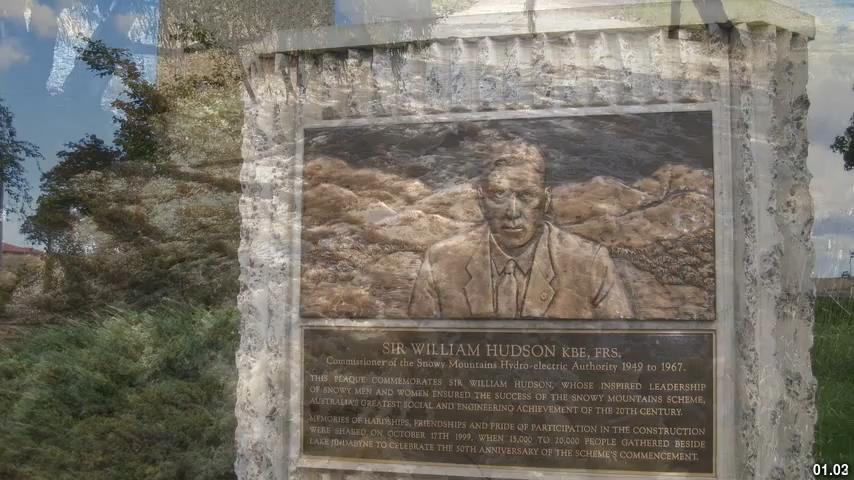 SIR WILLIAM HUDSON KBE, FRS.
Commissioner of the Snowy Mountains Hydro-electric Authority 1949 to 1967.
THIS PLAQUE COMMEMORATES SIR WILLIAM HUDSON, WHOSE INSPIRED LEADERSHIP
OF SNOWY MEN AND WOMEN ENSURED THE SUCCESS OF THE SNOWY MOUNTAINS SCHEME,
AUSTRALIA'S GREATEST SOCIAL AND ENGINEERING ACHIEVEMENT OF THE 20TH CENTURY.
MEMORIES OF HARDSHIPS, FRIENDSHIPS AND PRIDE OF PARTICIPATION IN THE CONSTRUCTION
WERE SHARED ON OCTOBER 17TH 1999, WHEN 15,000 TO 20,000 PEOPLE GATHERED BESIDE
LAKE JINDABYNE TO CELEBRATE THE 50TH ANNIVERSARY OF THE SCHEME'S COMMENCEMENT.
01.03